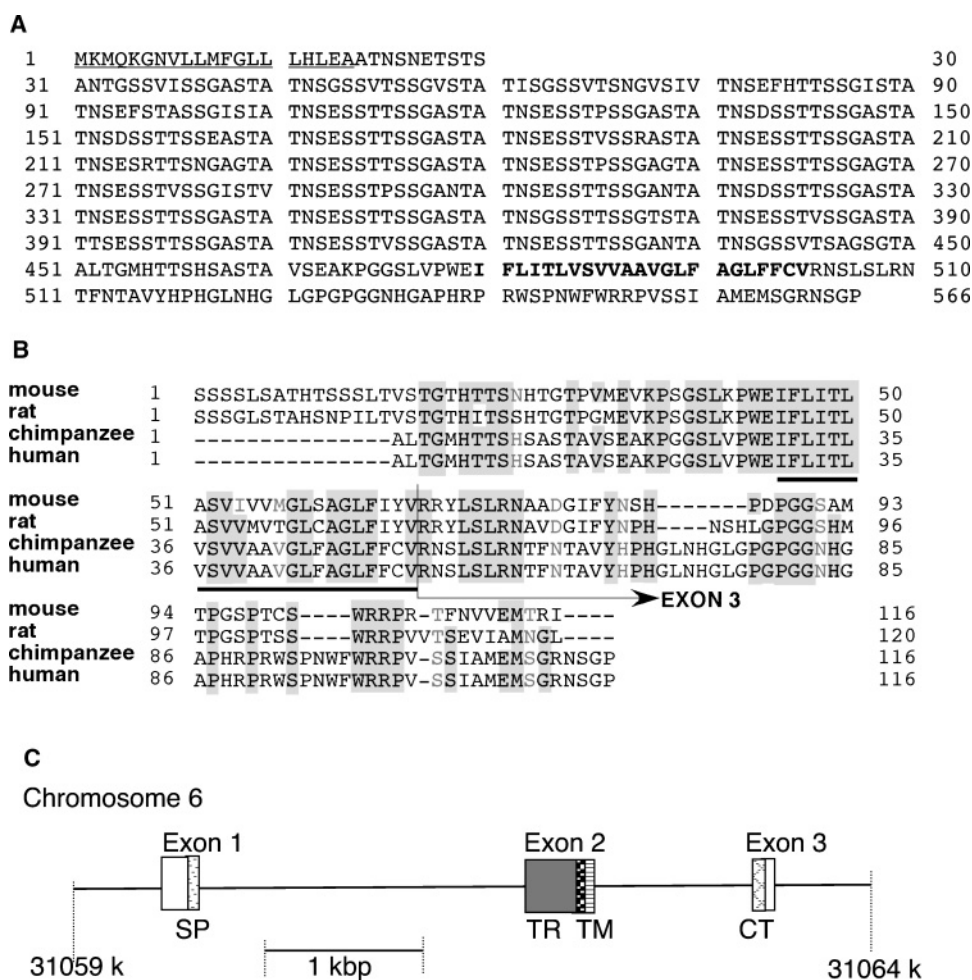 A
1 MKMQKGNVLLMFGLL LHLEAATNSNETSTS 30
31 ANTGSSVISSGASTA TNSGSSVTSSGVSTA TISGSSVTSNGVSIV TNSEFHTTSSGISTA 90
91 TNSEFSTASSGISIA TNSESSTTSSGASTA TNSESSTPSSGASTA TNSDSSTTSSGASTA 150
151 TNSDSSTTSSEASTA TNSESSTTSSGASTA TNSESSTVSSRASTA TNSESSTTSSGASTA 210
211 TNSESRTTSNGAGTA TNSESSTTSSGASTA TNSESSTPSSGAGTA TNSESSTTSSGAGTA 270
271 TNSESSTVSSGISTV TNSESSTPSSGANTA TNSESSTTSSGANTA TNSDSSTTSSGASTA 330
331 TNSESSTTSSGASTA TNSESSTTSSGASTA TNSGSSTTSSGTSTA TNSESSTVSSGASTA 390
391 TTSESSTTSSGASTA TNSESSTVSSGASTA TNSESSTTSSGANTA TNSGSSVTSAGSGTA 450
451 ALTGMHTTSHSASTA VSEAKPGGSLVPWEI FLITLVSVVAAVGLF AGLFFCVRNSLSLRN 510
511 TFNTAVYHPHGLNHG LGPGPGGNHGAPHRP RWSPNWFWRRPVSSI AMEMSGRNSGP 566
B
mouse 1 SSSSLSATHTSSSLTVSTGTHTTSNHTGTPVMEVKPSGSLKPWEIFLITL 50
rat 1 SSSGLSTAHSNPILTVSTGTHITSSHTGTPGMEVKPSGSLKPWEIFLITL 50
chimpanzee 1 ---------------ALTGMHTTSHSASTAVSEAKPGGSLVPWEIFLITL 35
human 1 ---------------ALTGMHTTSHSASTAVSEAKPGGSLVPWEIFLITL 35
mouse 51 ASVIVVMGLSAGLFIYVRRYLSLRNAADGIFYNSH-------PDPGGSAM 93
rat 51 ASVVMVTGLCAGLFIYVRRYLSLRNAADGIFYNPH----NSHLGPGGSHM 96
chimpanzee 36 VSVVAAVGLFAGLFFCVRNSLSLRNTFNTAVYHPHGLNHGLGPGPGGNHG 85
human 36 VSVVAAVGLFAGLFFCVRNSLSLRNTFNTAVYHPHGLNHGLGPGPGGNHG 85
EXON 3
mouse 94 TPGSPTCS----WRRPR-TFNVVEMTRI---- 116
rat 97 TPGSPTSS----WRRPVVTSEVIAMNGL---- 120
chimpanzee 86 APHRPRWSPNWFWRRPV-SSIAMEMSGRNSGP 116
human 86 APHRPRWSPNWFWRRPV-SSIAMEMSGRNSGP 116
C
Chromosome 6
Exon 1 Exon 2 Exon 3
SP TR TM CT
31059 k 1 kbp 31064 k